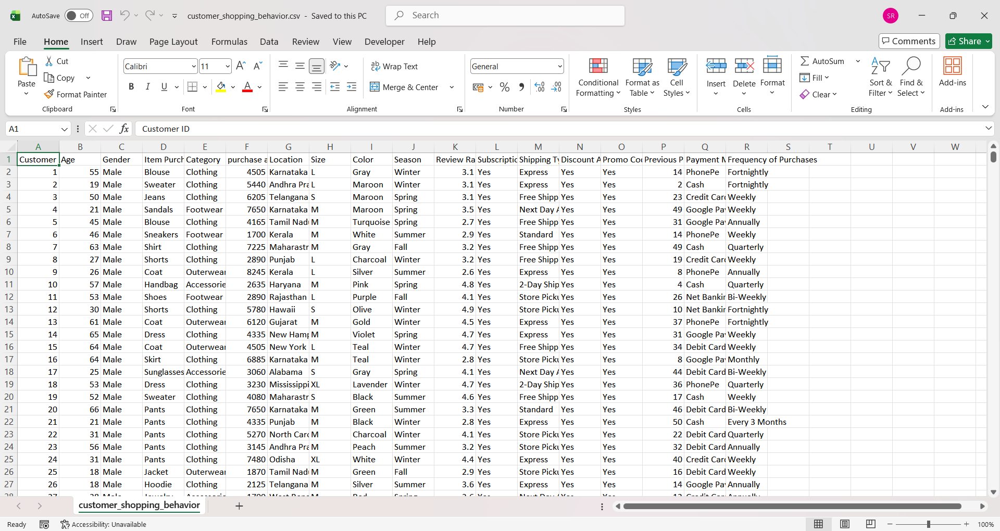 AutoSave Off customer_shopping_behavior.csv - Saved to this PC Search SR
File Home Insert Draw Page Layout Formulas Data Review View Developer Help Comments Share
Paste Cut Copy Format Painter Clipboard
Calibri 11 B I U A Font
Wrap Text Merge & Center Alignment
General % Number
Conditional Formatting Format as Table Cell Styles Styles
Insert Delete Format Cells
AutoSum Fill Clear Sort & Filter Find & Select Editing
Add-ins Add-ins
A1 fx Customer ID
A B C D E F G H I J K L M N O P Q R S T U V W
1 Customer Age Gender Item Purch Category purchase a Location Size Color Season Review Ra Subscriptic Shipping Ty Discount A Promo Co Previous P Payment M Frequency of Purchases
2 1 55 Male Blouse Clothing 4505 Karnataka L Gray Winter 3.1 Yes Express Yes Yes 14 PhonePe Fortnightly
3 2 19 Male Sweater Clothing 5440 Andhra Pra L Maroon Winter 3.1 Yes Express Yes Yes 2 Cash Fortnightly
4 3 50 Male Jeans Clothing 6205 Telangana S Maroon Spring 3.1 Yes Free Shipp Yes Yes 23 Credit Card Weekly
5 4 21 Male Sandals Footwear 7650 Karnataka M Maroon Spring 3.5 Yes Next Day A Yes Yes 49 Google Pay Weekly
6 5 45 Male Blouse Clothing 4165 Tamil Nad M Turquoise Spring 2.7 Yes Free Shipp Yes Yes 31 Google Pay Annually
7 6 46 Male Sneakers Footwear 1700 Kerala M White Summer 2.9 Yes Standard Yes Yes 14 PhonePe Weekly
8 7 63 Male Shirt Clothing 7225 Maharastr M Gray Fall 3.2 Yes Free Shipp Yes Yes 49 Cash Quarterly
9 8 27 Male Shorts Clothing 2890 Punjab L Charcoal Winter 3.2 Yes Free Shipp Yes Yes 19 Credit Card Weekly
10 9 26 Male Coat Outerwear 8245 Kerala L Silver Summer 2.6 Yes Express Yes Yes 8 PhonePe Annually
11 10 57 Male Handbag Accessorie 2635 Haryana M Pink Spring 4.8 Yes 2-Day Ship Yes Yes 4 Cash Quarterly
12 11 53 Male Shoes Footwear 2890 Rajasthan L Purple Fall 4.1 Yes Store Picku Yes Yes 26 Net Bankin Bi-Weekly
13 12 30 Male Shorts Clothing 5780 Hawaii S Olive Winter 4.9 Yes Store Picku Yes Yes 10 Net Bankin Fortnightly
14 13 61 Male Coat Outerwear 6120 Gujarat M Gold Winter 4.5 Yes Express Yes Yes 37 PhonePe Fortnightly
15 14 65 Male Dress Clothing 4335 New Hamp M Violet Spring 4.7 Yes Express Yes Yes 31 Google Pay Weekly
16 15 64 Male Coat Outerwear 4505 New York L Teal Winter 4.7 Yes Free Shipp Yes Yes 34 Debit Card Weekly
17 16 64 Male Skirt Clothing 6885 Karnataka M Teal Winter 2.8 Yes Store Picku Yes Yes 8 Google Pay Monthly
18 17 25 Male Sunglasses Accessorie 3060 Alabama S Gray Spring 4.1 Yes Next Day A Yes Yes 44 Debit Card Bi-Weekly
19 18 53 Male Dress Clothing 3230 Mississippi XL Lavender Winter 4.7 Yes 2-Day Ship Yes Yes 36 PhonePe Quarterly
20 19 52 Male Sweater Clothing 4080 Maharastr S Black Summer 4.6 Yes Free Shipp Yes Yes 17 Cash Weekly
21 20 66 Male Pants Clothing 7650 Karnataka M Green Summer 3.3 Yes Standard Yes Yes 46 Debit Card Bi-Weekly
22 21 21 Male Pants Clothing 4335 Punjab M Black Winter 2.8 Yes Express Yes Yes 50 Cash Every 3 Months
23 22 31 Male Pants Clothing 5270 North Caro M Charcoal Winter 4.1 Yes Store Picku Yes Yes 22 Debit Card Quarterly
24 23 56 Male Pants Clothing 3145 Andhra Pra M Peach Summer 3.2 Yes Store Picku Yes Yes 32 Debit Card Annually
25 24 31 Male Pants Clothing 7480 Odisha XL White Winter 4.4 Yes Express Yes Yes 40 Credit Card Weekly
26 25 18 Male Jacket Outerwear 1870 Tamil Nad M Green Fall 2.9 Yes Store Picku Yes Yes 16 Debit Card Weekly
27 26 18 Male Hoodie Clothing 2125 Telangana M Silver Summer 3.6 Yes Express Yes Yes 14 Google Pay Annually
customer_shopping_behavior
Ready Accessibility: Unavailable 100%